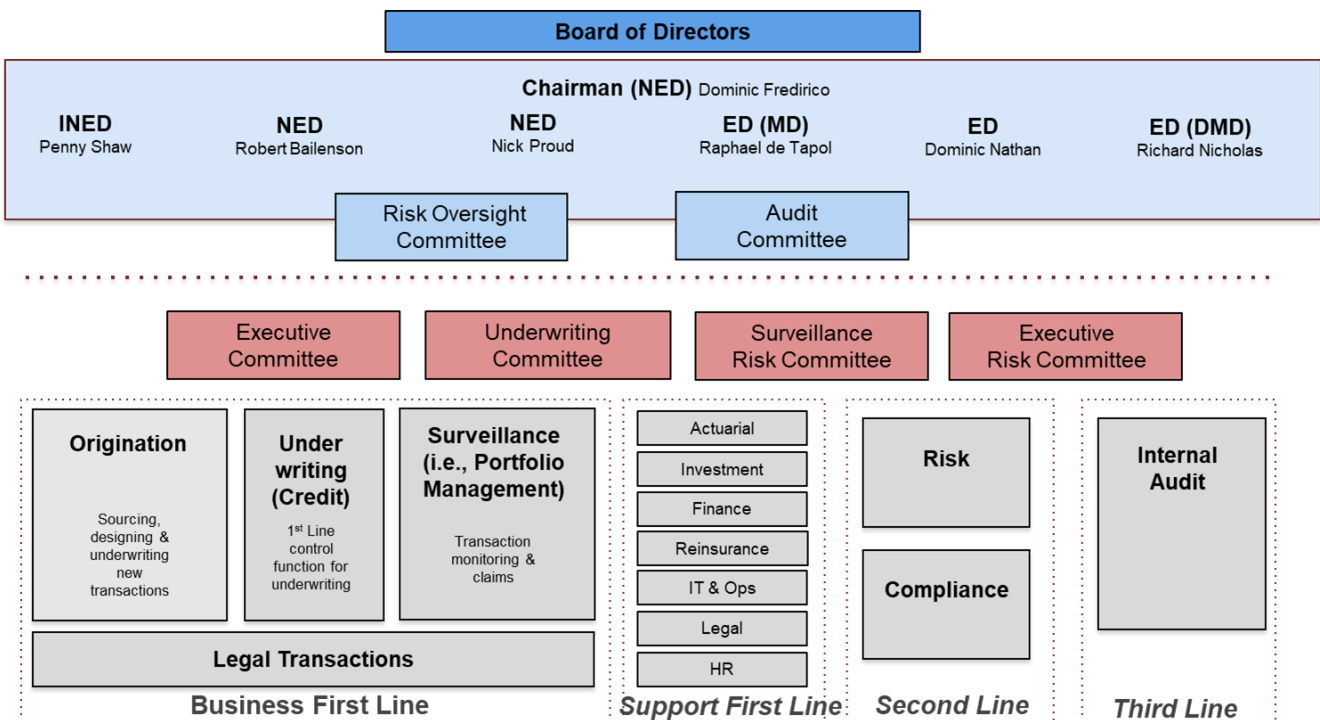 Board of Directors
Chairman (NED) Dominic Fredirico
INED
Penny Shaw
NED
Robert Bailenson
NED
Nick Proud
ED (MD)
Raphael de Tapol
ED
Dominic Nathan
ED (DMD)
Richard Nicholas
Risk Oversight
Committee
Audit
Committee
Executive
Committee
Underwriting
Committee
Surveillance
Risk Committee
Executive
Risk Committee
Origination
Sourcing,
designing &
underwriting
new
transactions
Under
writing
(Credit)
1st Line
control
function for
underwriting
Surveillance
(i.e., Portfolio
Management)
Transaction
monitoring &
claims
Legal Transactions
Business First Line
Actuarial
Investment
Finance
Reinsurance
IT & Ops
Legal
HR
Support First Line
Risk
Compliance
Second Line
Internal
Audit
Third Line